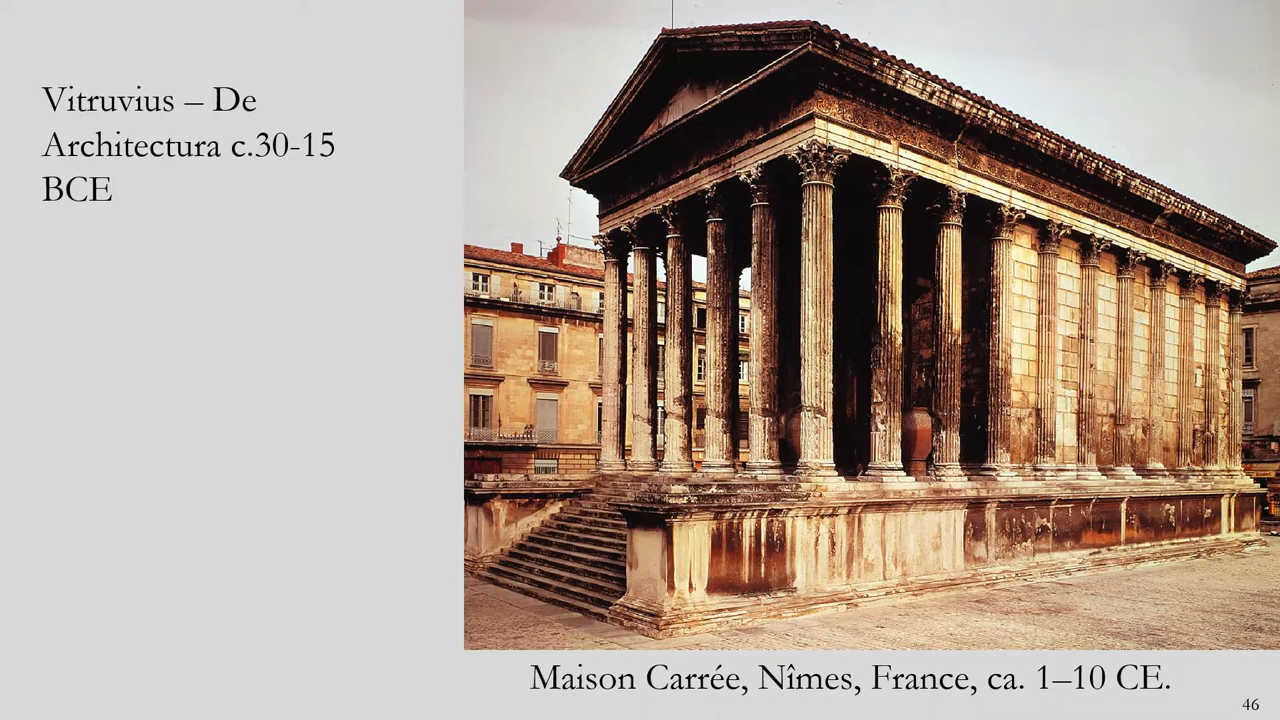 Vitruvius – De
Architectura c.30-15
BCE
Maison Carrée, Nîmes, France, ca. 1–10 CE.
46